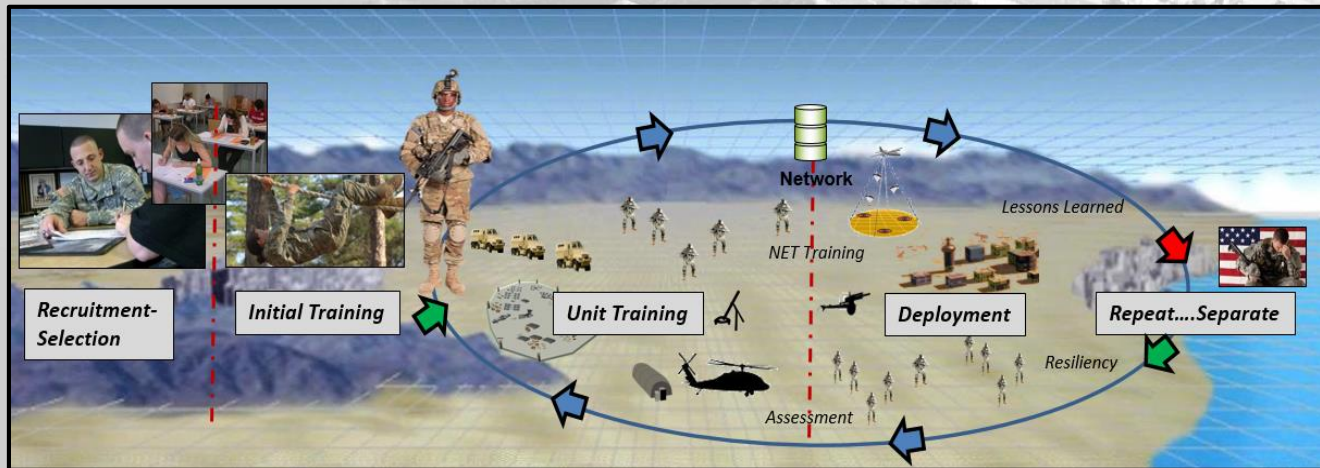 Network
Lessons Learned
NET Training
Recruitment-
Selection
Initial Training
Unit Training
Deployment
Repeat....Separate
Resiliency
Assessment